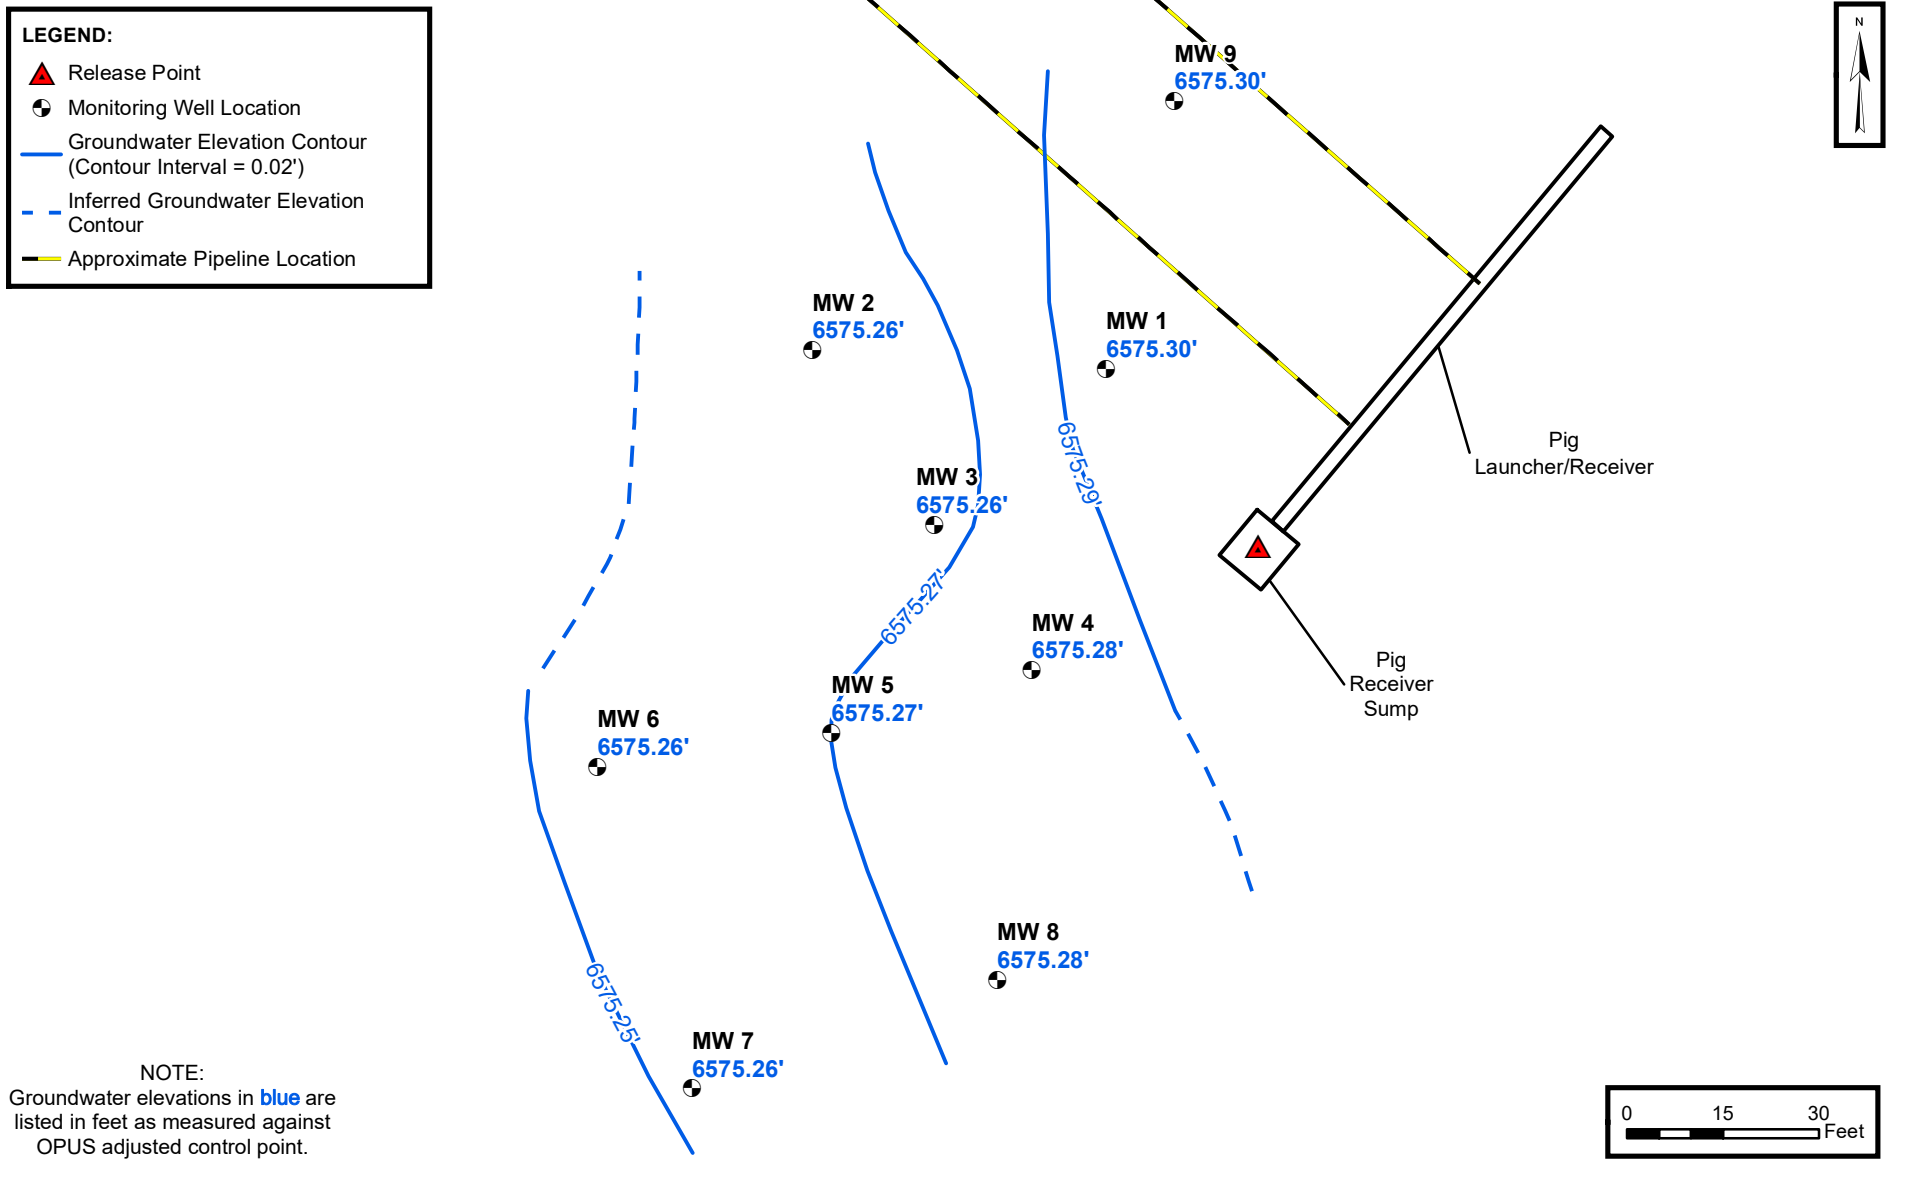 LEGEND:
Release Point
Monitoring Well Location
Groundwater Elevation Contour
(Contour Interval = 0.02')
Inferred Groundwater Elevation
Contour
Approximate Pipeline Location
N
MW 9
6575.30'
MW 2
6575.26'
MW 1
6575.30'
6575.29'
Pig
Launcher/Receiver
MW 3
6575.26'
6575.27'
MW 4
6575.28'
Pig
Receiver
Sump
MW 5
6575.27'
MW 6
6575.26'
MW 8
6575.28'
6575.25'
MW 7
6575.26'
NOTE:
Groundwater elevations in blue are
listed in feet as measured against
OPUS adjusted control point.
0 15 30
Feet